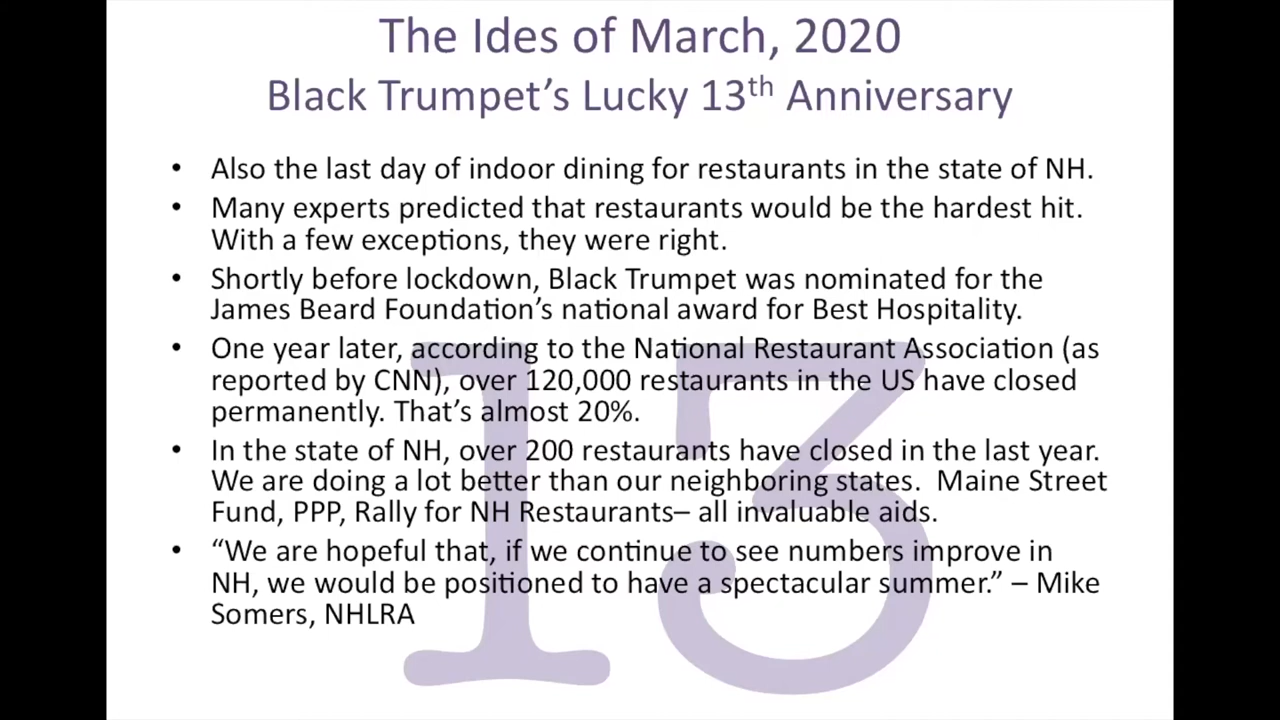 The Ides of March, 2020
Black Trumpet’s Lucky 13th Anniversary
• Also the last day of indoor dining for restaurants in the state of NH.
• Many experts predicted that restaurants would be the hardest hit.
With a few exceptions, they were right.
• Shortly before lockdown, Black Trumpet was nominated for the
James Beard Foundation’s national award for Best Hospitality.
• One year later, according to the National Restaurant Association (as
reported by CNN), over 120,000 restaurants in the US have closed
permanently. That’s almost 20%.
• In the state of NH, over 200 restaurants have closed in the last year.
We are doing a lot better than our neighboring states.  Maine Street
Fund, PPP, Rally for NH Restaurants– all invaluable aids.
• “We are hopeful that, if we continue to see numbers improve in
NH, we would be positioned to have a spectacular summer.” – Mike
Somers, NHLRA
13